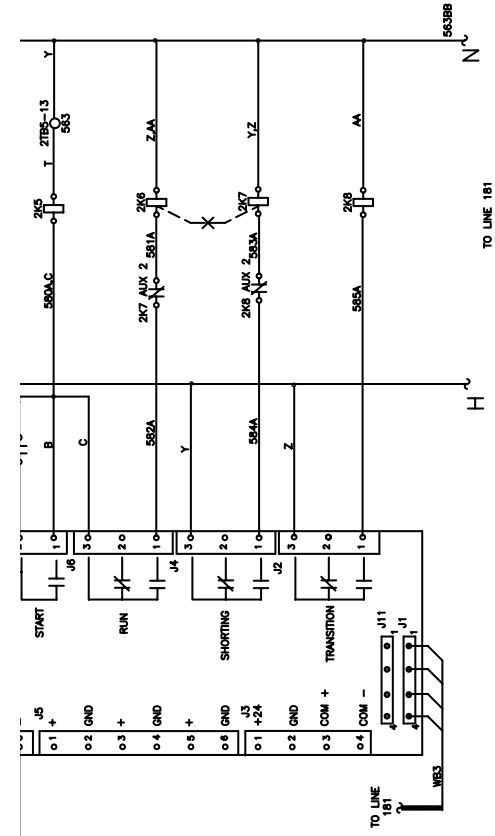 563BB
N
Y
2TB5-13
563
T
2K5
580A,C
Z,AA
2K6
581A
2K7 AUX 2
582A
Y,Z
2K7
583A
2K8 AUX 2
584A
AA
2K8
585A
TO LINE 181
H
B
C
Y
Z
1
J6
3
2
1
J4
3
2
1
J2
3
2
1
START
RUN
SHORTING
TRANSITION
J11
1
4
J1
1
4
J5
1 +
2 GND
3 +
4 GND
5 +
6 GND
J3
1 +24
2 GND
3 COM +
4 COM -
WB3
TO LINE
181